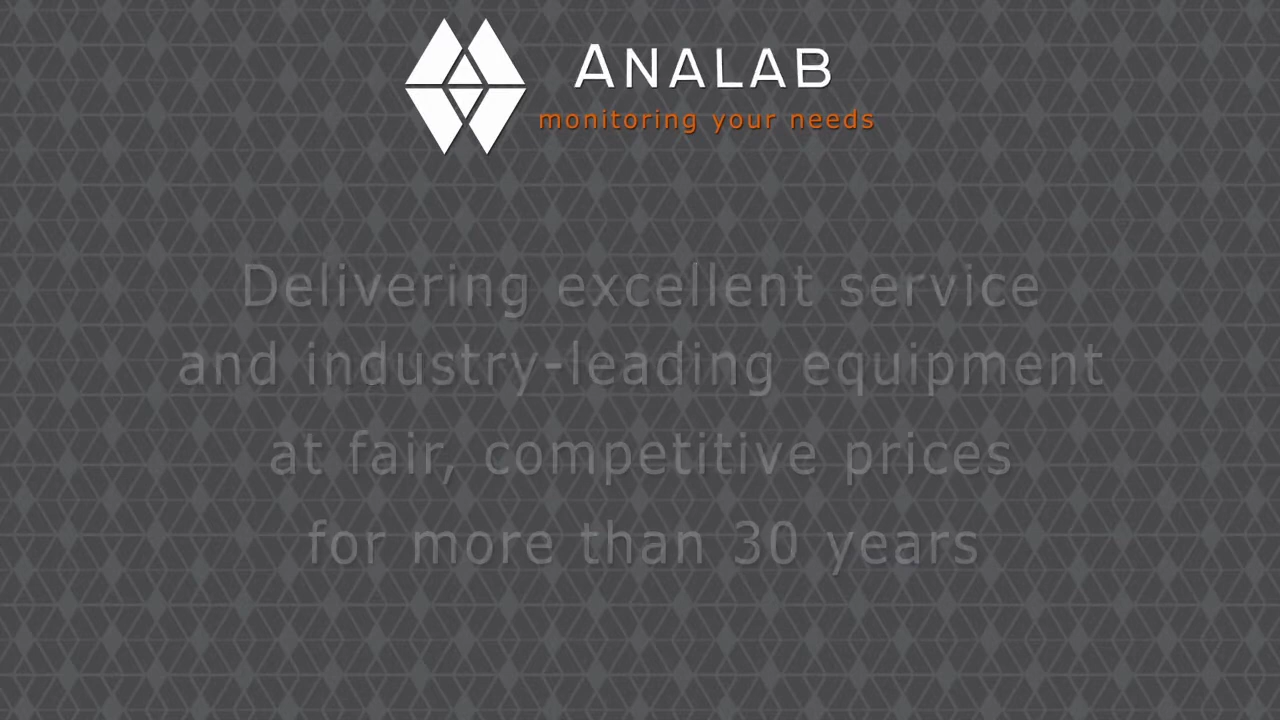 ANALAB
monitoring your needs
Delivering excellent service
and industry-leading equipment
at fair, competitive prices
for more than 30 years